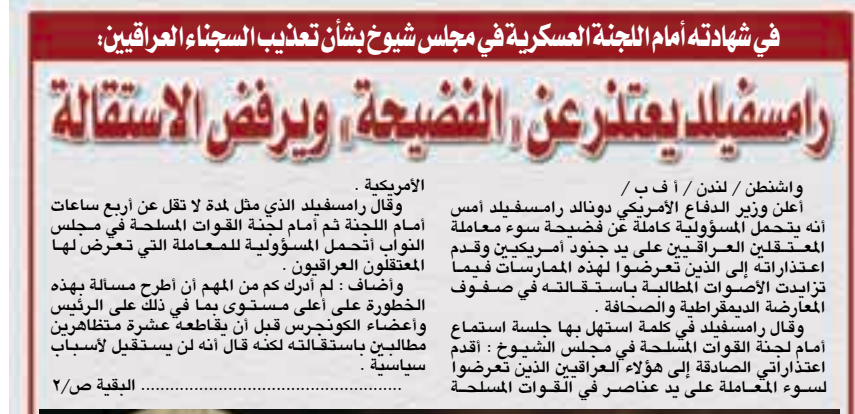 في شهادته أمام اللجنة العسكرية في مجلس شيوخ بشأن تعذيب السجناء العراقيين:
رامسفيلد يعتذر عن «الفضيحة» ويرفض الاستقالة
واشنطن / لندن / أ ف ب /
أعلن وزير الدفاع الأمريكي دونالد رامسفيلد أمس
أنه يتحمل المسؤولية كاملة عن فضيحة سوء معاملة
المعتقلين العراقيين على يد جنود أمريكيين وقدم
اعتذاراته إلى الذين تعرضوا لهذه الممارسات فيما
تزايدت الأصوات المطالبة باستقالته في صفوف
المعارضة الديمقراطية والصحافة .
وقال رامسفيلد في كلمة استهل بها جلسة استماع
أمام لجنة القوات المسلحة في مجلس الشيوخ : أقدم
اعتذاراتي الصادقة إلى هؤلاء العراقيين الذين تعرضوا
لسوء المعاملة على يد عناصر في القوات المسلحة
الأمريكية .
وقال رامسفيلد الذي مثل لمدة لا تقل عن أربع ساعات
أمام اللجنة ثم أمام لجنة القوات المسلحة في مجلس
النواب أتحمل المسؤولية للمعاملة التي تعرض لها
المعتقلون العراقيون .
وأضاف : لم أدرك كم من المهم أن أطرح مسألة بهذه
الخطورة على أعلى مستوى بما في ذلك على الرئيس
وأعضاء الكونجرس قبل أن يقاطعه عشرة متظاهرين
مطالبين باستقالته لكنه قال أنه لن يستقيل لأسباب
سياسية .
.................................................. البقية ص/٢